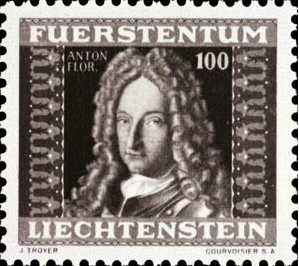 FUERSTENTUM
ANTON
FLOR. 100
LIECHTENSTEIN
J. TROYER COURVOISIER S.A